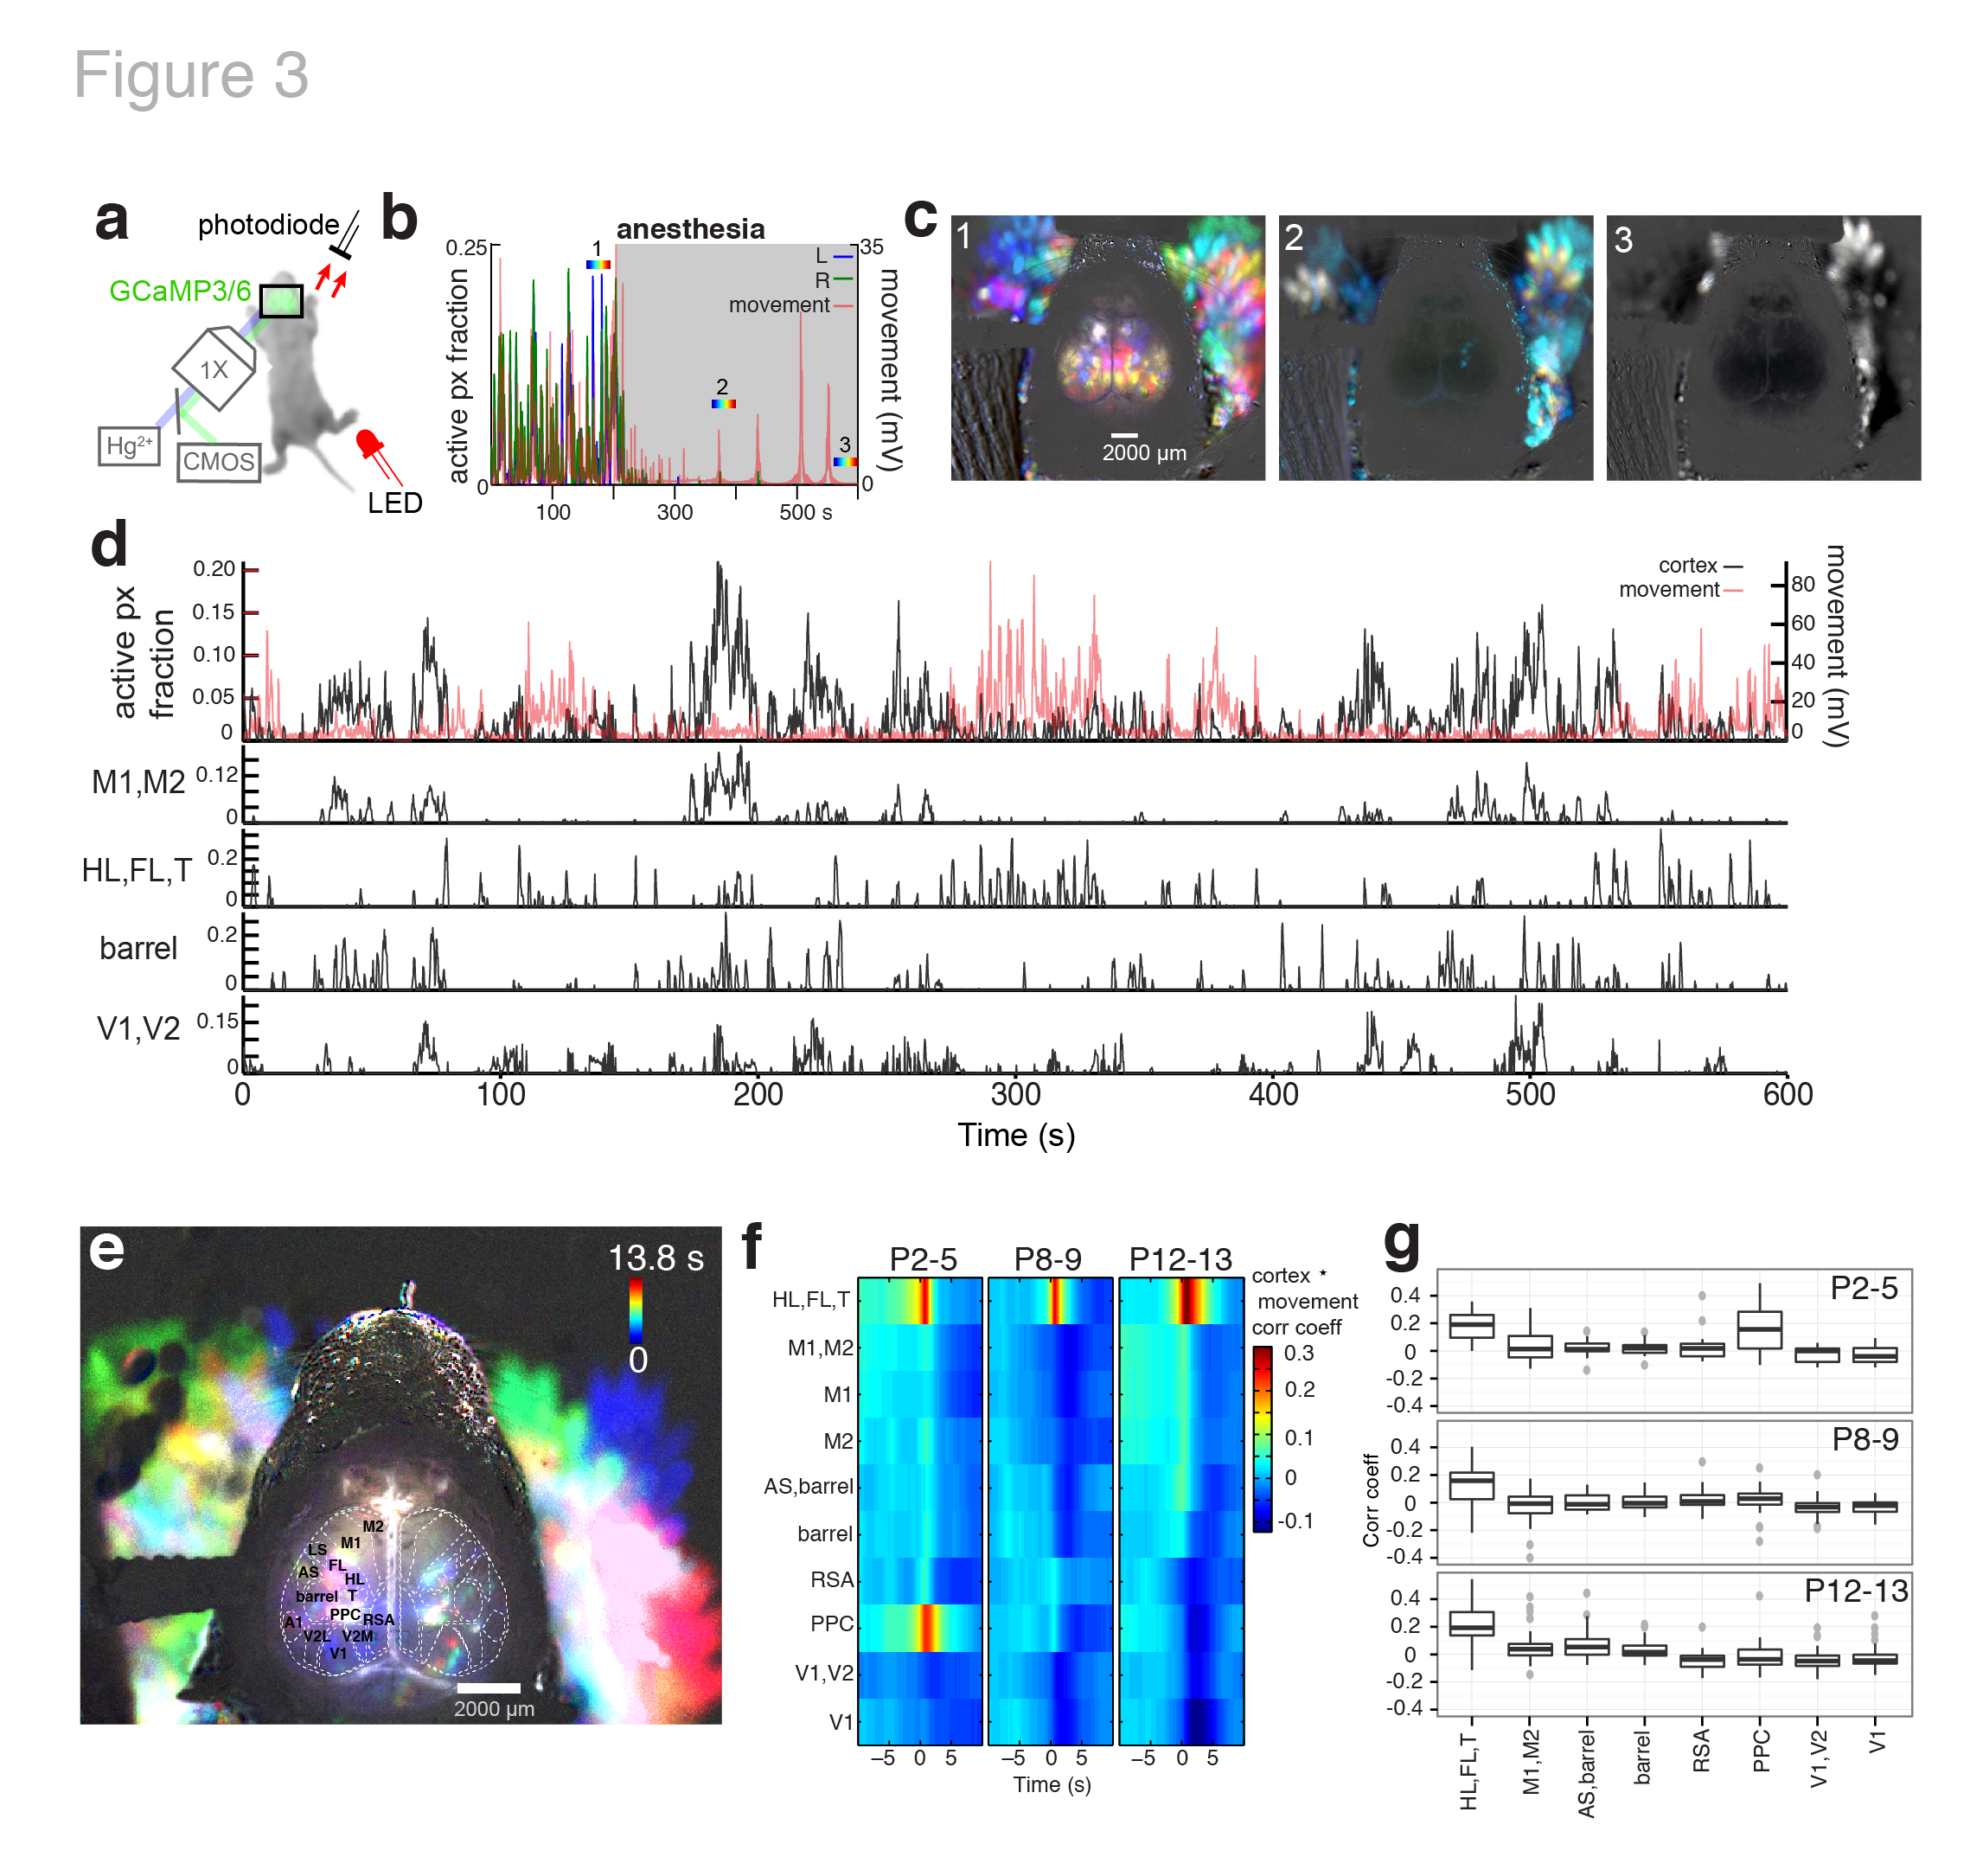 Figure 3
a
photodiode
GCaMP3/6
1X
Hg2+
CMOS
LED
b
anesthesia
active px fraction
0.25
0
1
2
3
L
R
movement
35
0
movement (mV)
100
300
500 s
c
1
2000 µm
2
3
d
active px
fraction
0.20
0.15
0.10
0.05
0
cortex
movement
80
60
40
20
0
movement (mV)
M1,M2
0.12
0
HL,FL,T
0.2
0
barrel
0.2
0
V1,V2
0.15
0
0
100
200
300
400
500
600
Time (s)
e
13.8 s
0
M2
M1
LS
FL
AS
HL
barrel
T
PPC
RSA
A1
V2L
V2M
V1
2000 µm
f
P2-5
P8-9
P12-13
HL,FL,T
M1,M2
M1
M2
AS,barrel
barrel
RSA
PPC
V1,V2
V1
−5 0 5
−5 0 5
−5 0 5
Time (s)
cortex ⋆
movement
corr coeff
0.3
0.2
0.1
0
-0.1
g
Corr coeff
P2-5
0.4
0.2
0
-0.2
-0.4
P8-9
0.4
0.2
0
-0.2
-0.4
P12-13
0.4
0.2
0
-0.2
-0.4
HL,FL,T
M1,M2
AS,barrel
barrel
RSA
PPC
V1,V2
V1